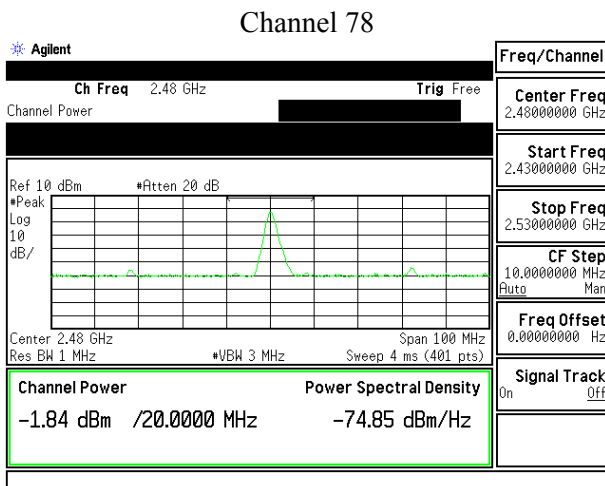 Channel 78
Agilent
Freq/Channel
Ch Freq 2.48 GHz Trig Free
Channel Power
Center Freq
2.48000000 GHz
Start Freq
2.43000000 GHz
Stop Freq
2.53000000 GHz
CF Step
10.0000000 MHz
Auto Man
Freq Offset
0.00000000 Hz
Signal Track
On Off
Ref 10 dBm #Atten 20 dB
#Peak
Log
10
dB/
Center 2.48 GHz Span 100 MHz
Res BW 1 MHz #VBW 3 MHz Sweep 4 ms (401 pts)
Channel Power Power Spectral Density
-1.84 dBm /20.0000 MHz -74.85 dBm/Hz